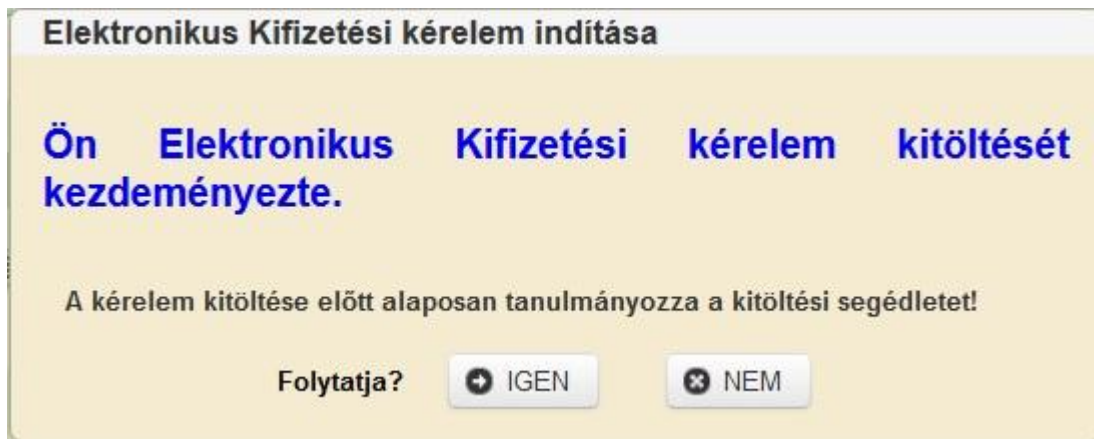 Elektronikus Kifizetési kérelem indítása
Ön Elektronikus Kifizetési kérelem kitöltését
kezdeményezte.
A kérelem kitöltése előtt alaposan tanulmányozza a kitöltési segédletet!
Folytatja? IGEN NEM